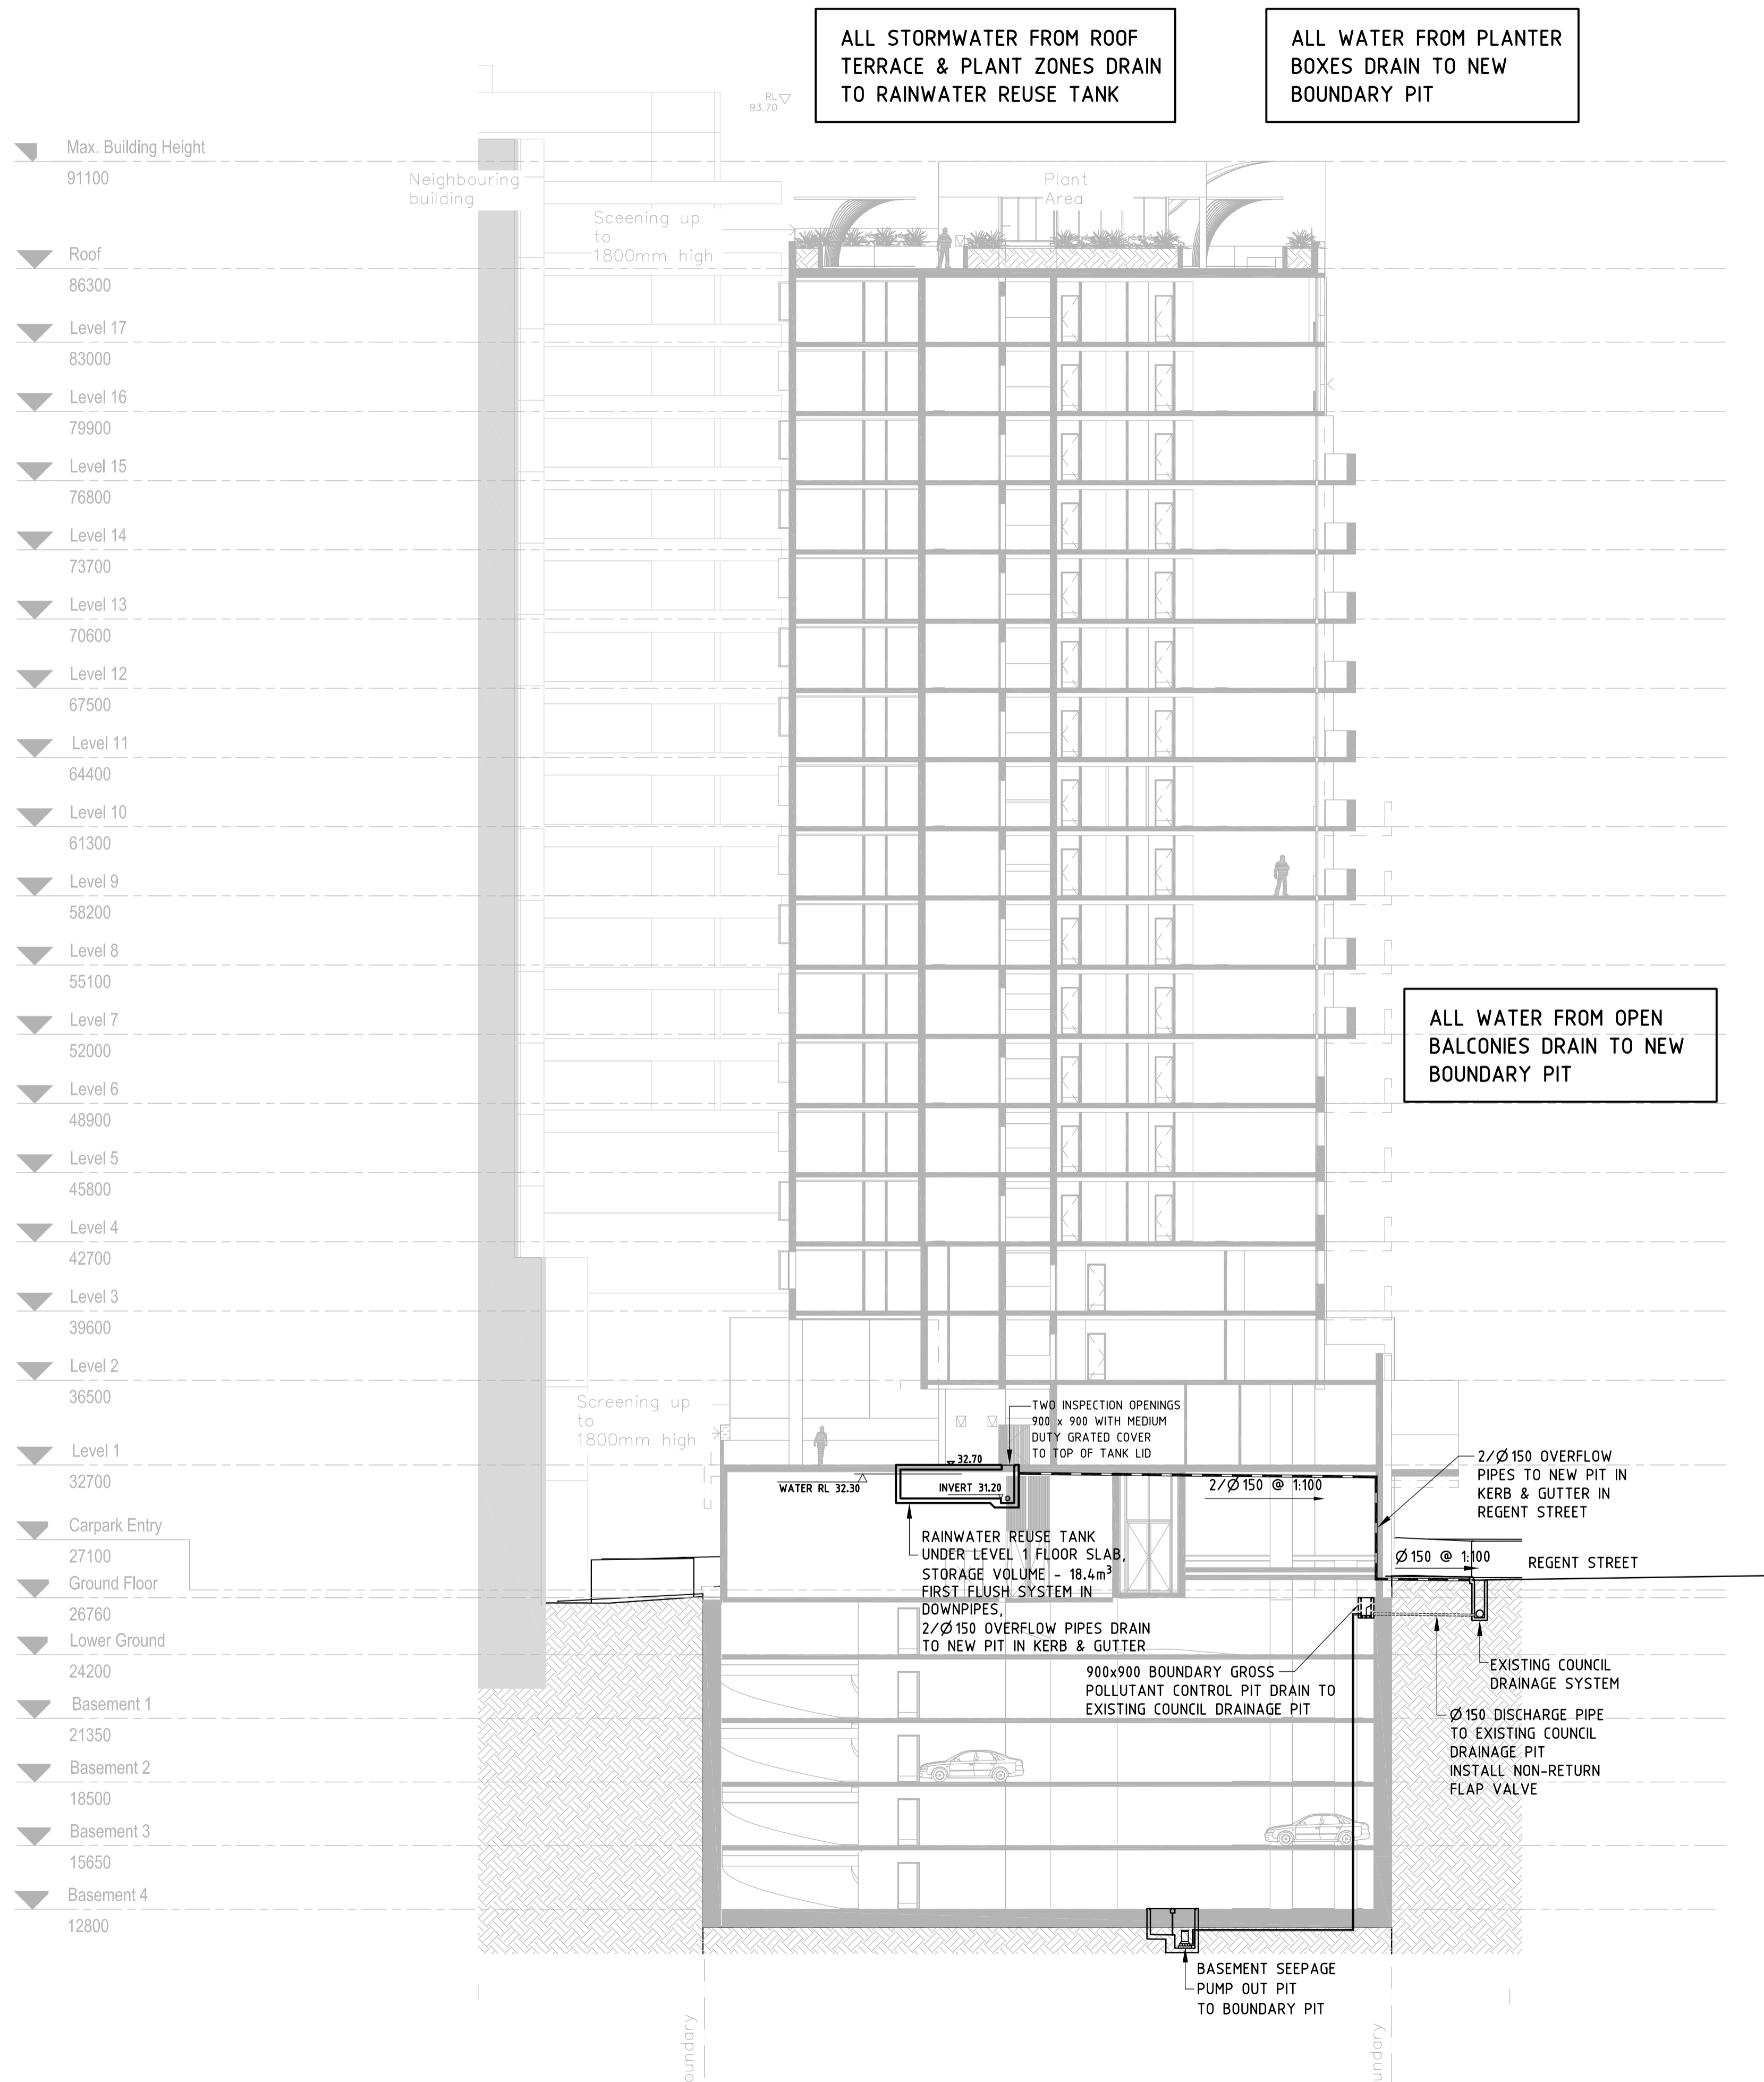 ALL STORMWATER FROM ROOF
TERRACE & PLANT ZONES DRAIN
TO RAINWATER REUSE TANK
ALL WATER FROM PLANTER
BOXES DRAIN TO NEW
BOUNDARY PIT
RL
93.70
Max. Building Height
91100
Neighbouring
building
Plant
Area
Sceening up
to
1800mm high
Roof
86300
Level 17
83000
Level 16
79900
Level 15
76800
Level 14
73700
Level 13
70600
Level 12
67500
Level 11
64400
Level 10
61300
Level 9
58200
Level 8
55100
Level 7
52000
ALL WATER FROM OPEN
BALCONIES DRAIN TO NEW
BOUNDARY PIT
Level 6
48900
Level 5
45800
Level 4
42700
Level 3
39600
Level 2
36500
Screening up
to
1800mm high
TWO INSPECTION OPENINGS
900 x 900 WITH MEDIUM
DUTY GRATED COVER
TO TOP OF TANK LID
Level 1
32700
32.70
WATER RL 32.30
INVERT 31.20
2/Ø150 @ 1:100
2/Ø150 OVERFLOW
PIPES TO NEW PIT IN
KERB & GUTTER IN
REGENT STREET
Carpark Entry
27100
RAINWATER REUSE TANK
UNDER LEVEL 1 FLOOR SLAB,
STORAGE VOLUME - 18.4m³
FIRST FLUSH SYSTEM IN
DOWNPIPES,
2/Ø150 OVERFLOW PIPES DRAIN
TO NEW PIT IN KERB & GUTTER
Ø150 @ 1:100
REGENT STREET
Ground Floor
26760
Lower Ground
24200
900x900 BOUNDARY GROSS
POLLUTANT CONTROL PIT DRAIN TO
EXISTING COUNCIL DRAINAGE PIT
EXISTING COUNCIL
DRAINAGE SYSTEM
Ø150 DISCHARGE PIPE
TO EXISTING COUNCIL
DRAINAGE PIT
INSTALL NON-RETURN
FLAP VALVE
Basement 1
21350
Basement 2
18500
Basement 3
15650
Basement 4
12800
BASEMENT SEEPAGE
PUMP OUT PIT
TO BOUNDARY PIT
oundary
undary